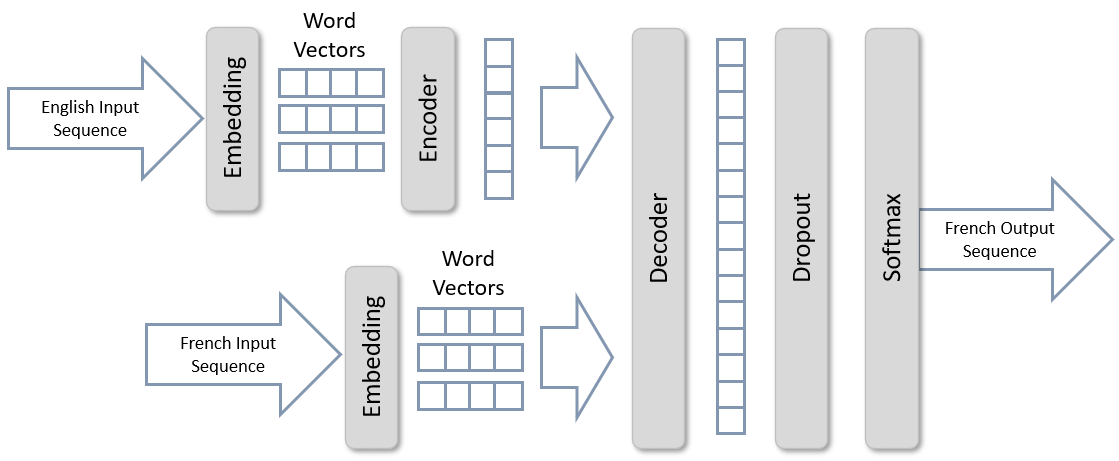 English Input
Sequence
Embedding
Word
Vectors
Encoder
French Input
Sequence
Embedding
Word
Vectors
Decoder
Dropout
Softmax
French Output
Sequence